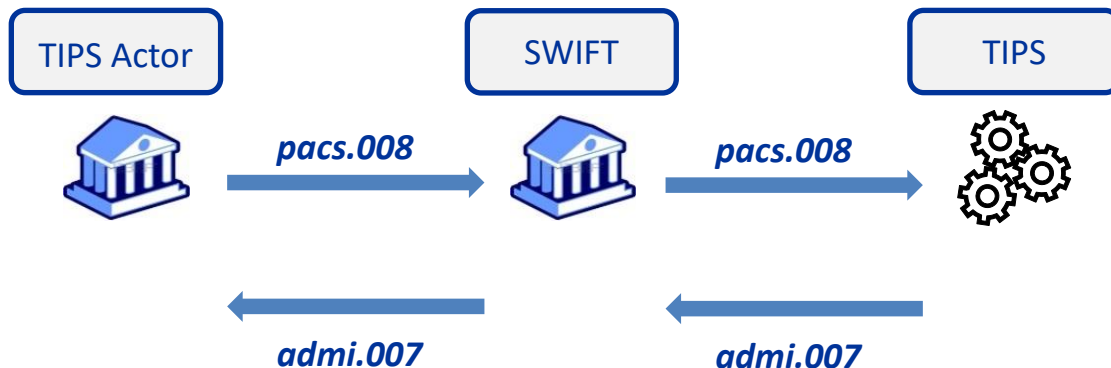 TIPS Actor
SWIFT
TIPS
pacs.008
pacs.008
admi.007
admi.007